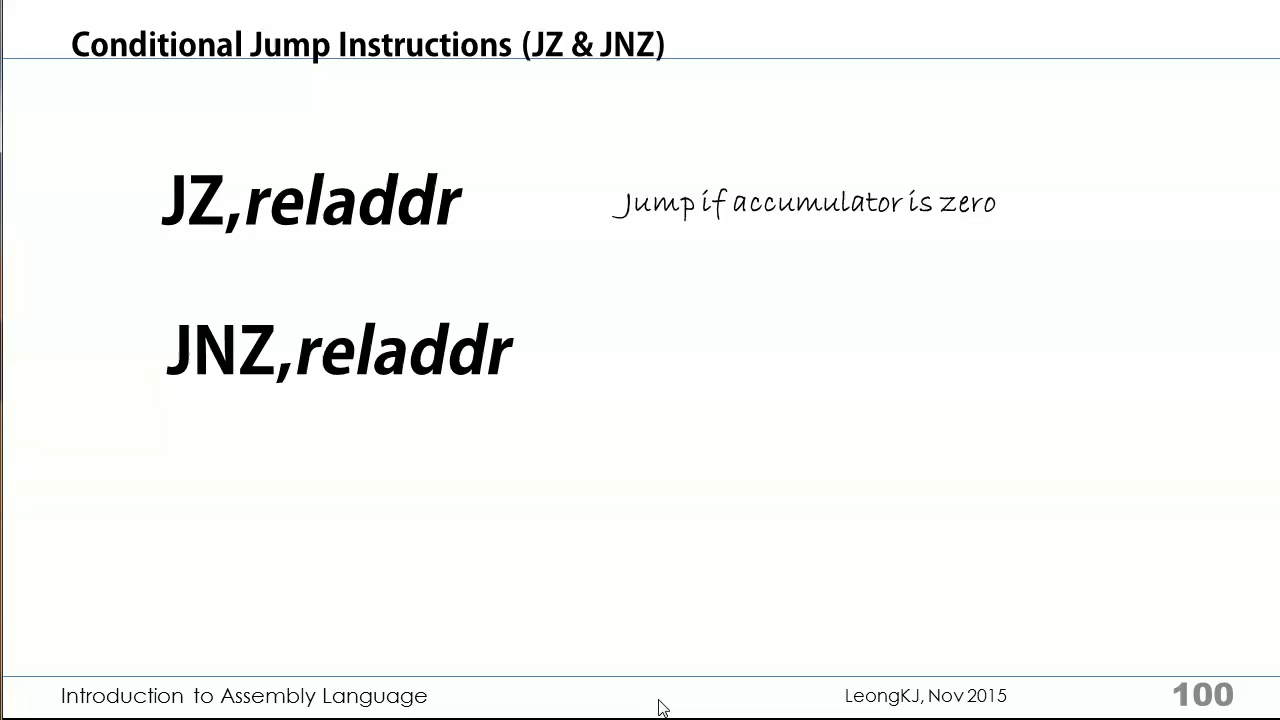 Conditional Jump Instructions (JZ & JNZ)
JZ,reladdr
Jump if accumulator is zero
JNZ,reladdr
Introduction to Assembly Language
LeongKJ, Nov 2015
100